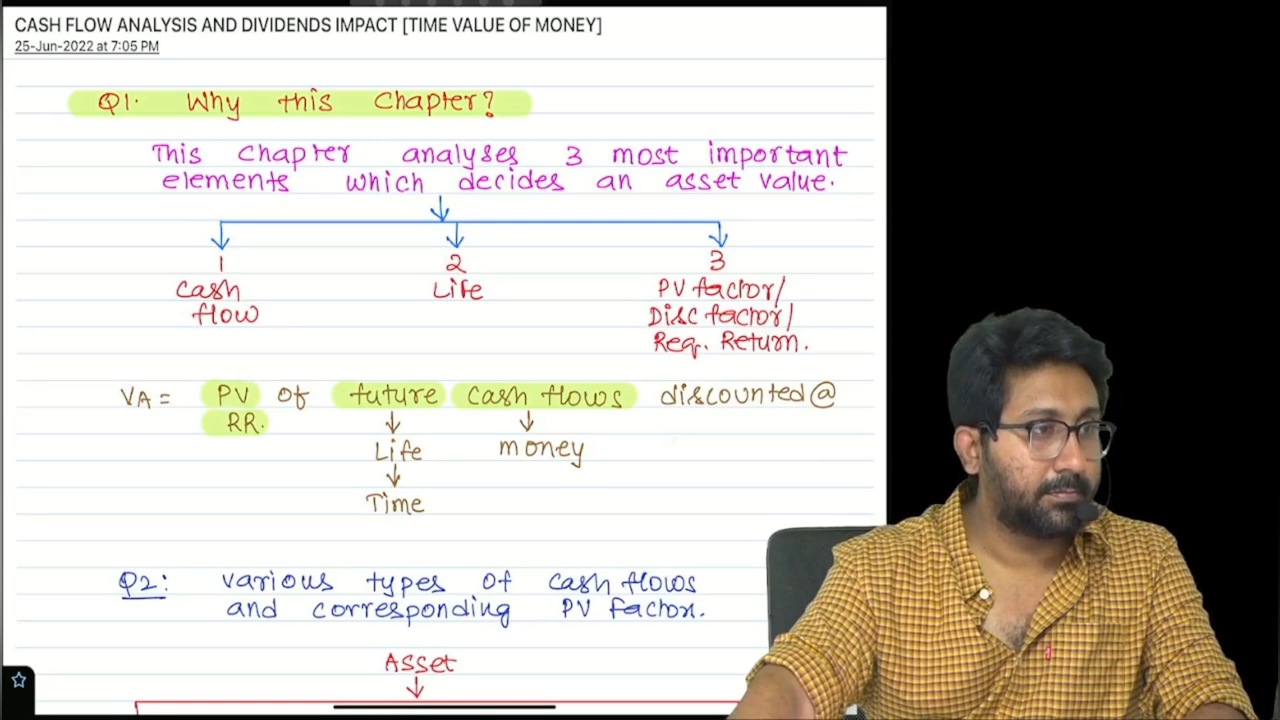 CASH FLOW ANALYSIS AND DIVIDENDS IMPACT [TIME VALUE OF MONEY]
25-Jun-2022 at 7:05 PM
Q1. Why this Chapter?
This Chapter analyses 3 most important
elements which decides an asset value.
1 2 3
Cash Life PV factor/
flow Disc factor/
Req. Return.
VA = PV of future cash flows discounted@
RR.
Life money
Time
Q2: various types of cash flows
and corresponding PV factor.
Asset